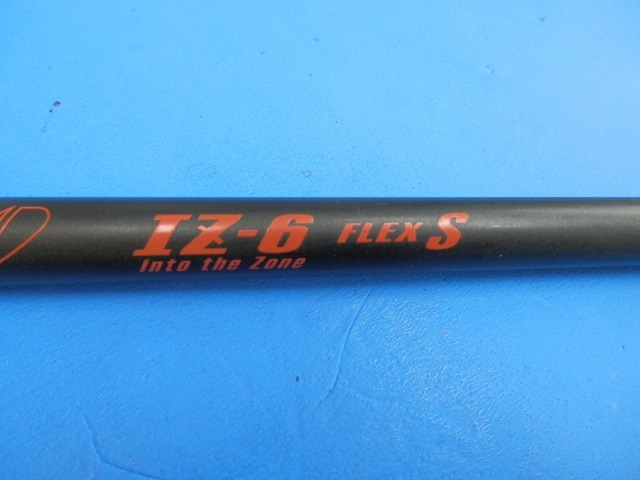 IZ-6 FLEX S
Into the Zone